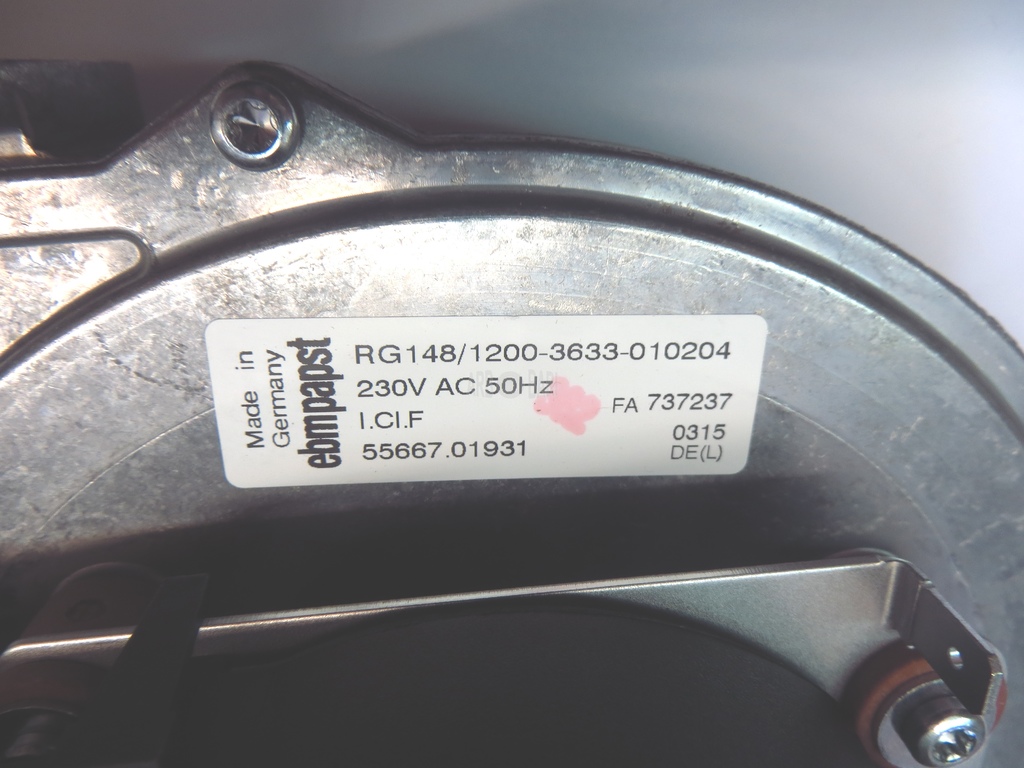 Made in
Germany
ebmpapst
RG148/1200-3633-010204
230V AC 50Hz
I.Cl.F
FA 737237
55667.01931
0315
DE(L)